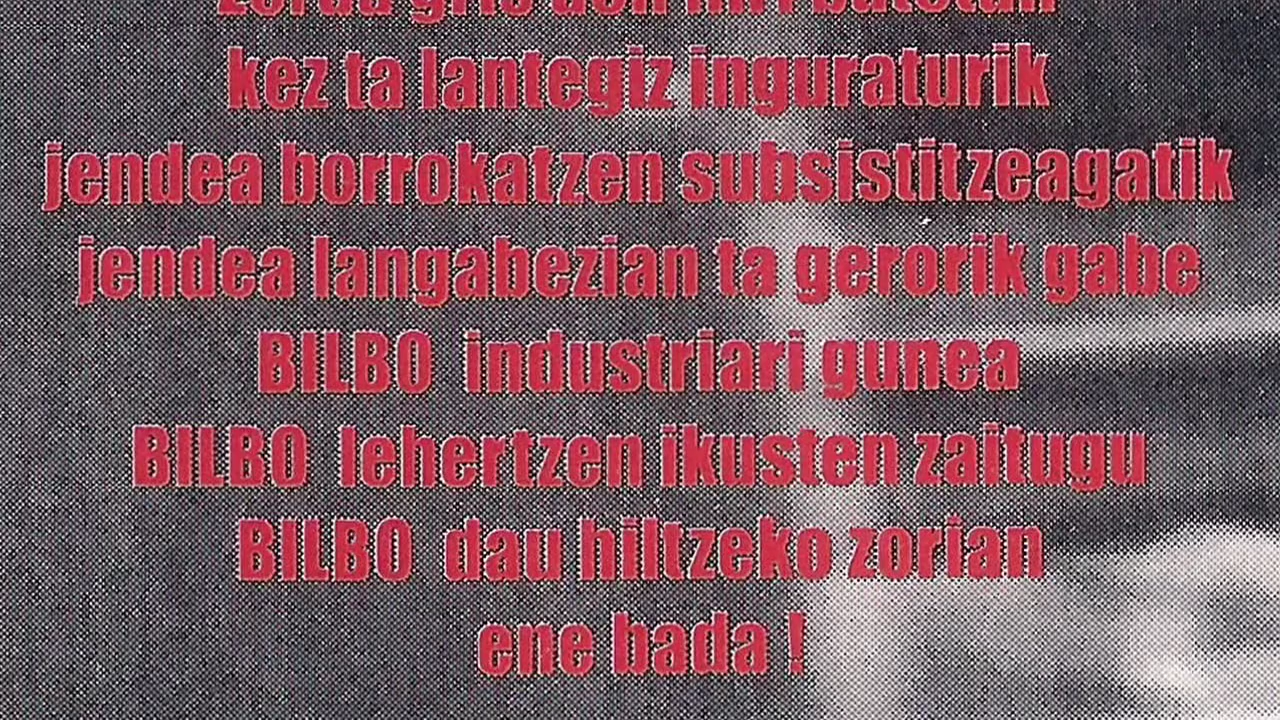 kez ta lantegiz inguraturik
jendea borrokatzen subsistitzeagatik
jendea langabezian ta gerorik gabe
BILBO industriari gunea
BILBO lehertzen ikusten zaitugu
BILBO dau hiltzeko zorian
ene bada !